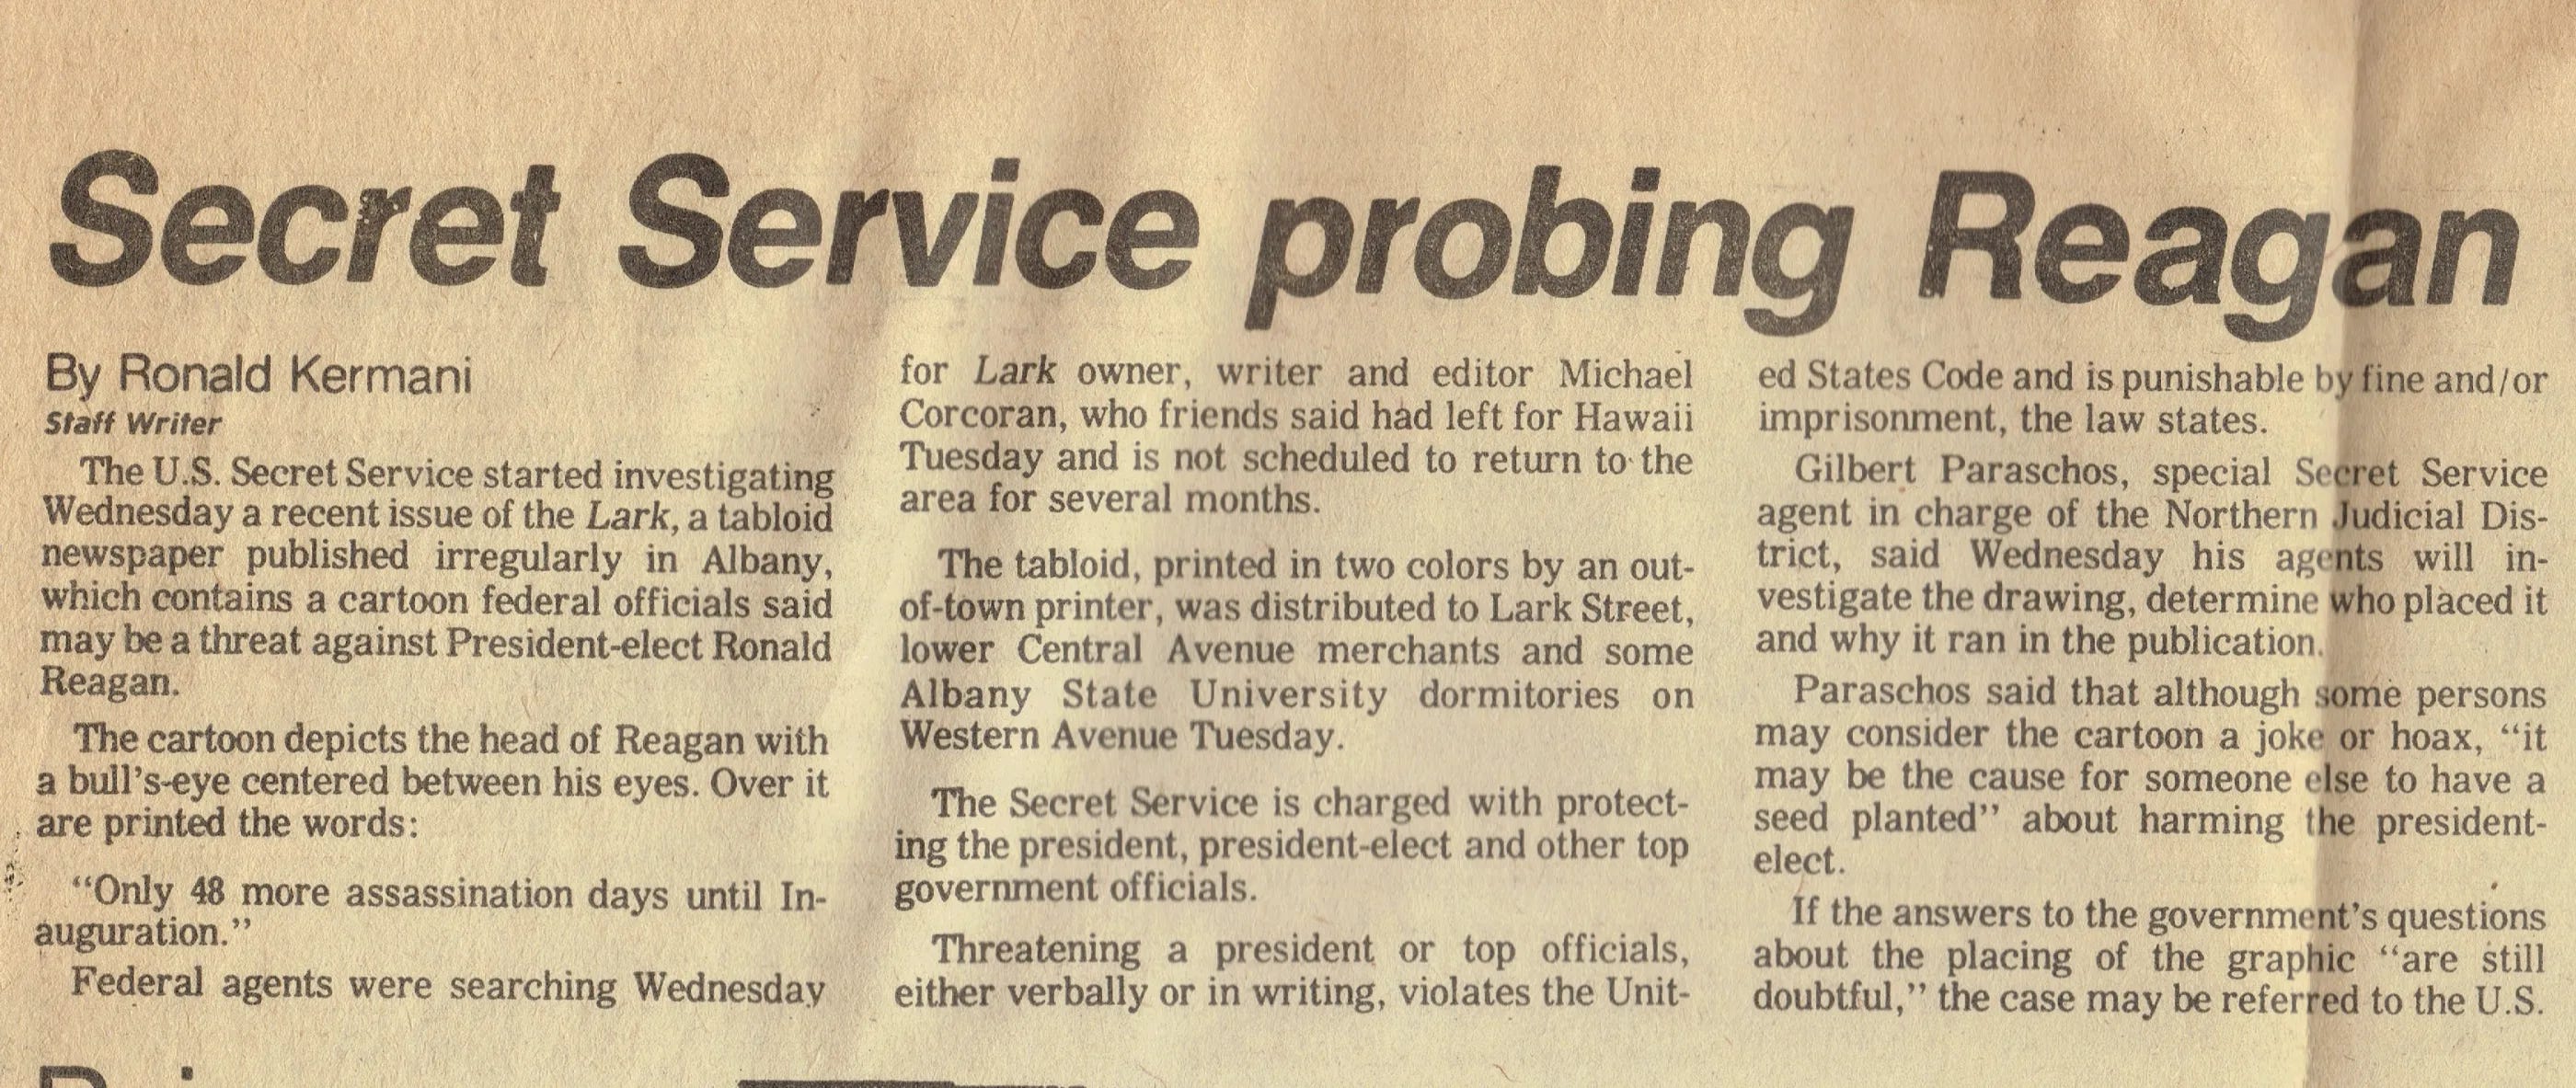 Secret Service probing Reagan
By Ronald Kermani
Staff Writer
The U.S. Secret Service started investigating
Wednesday a recent issue of the Lark, a tabloid
newspaper published irregularly in Albany,
which contains a cartoon federal officials said
may be a threat against President-elect Ronald
Reagan.
The cartoon depicts the head of Reagan with
a bull's-eye centered between his eyes. Over it
are printed the words:
“Only 48 more assassination days until In-
auguration.”
Federal agents were searching Wednesday
for Lark owner, writer and editor Michael
Corcoran, who friends said had left for Hawaii
Tuesday and is not scheduled to return to the
area for several months.
The tabloid, printed in two colors by an out-
of-town printer, was distributed to Lark Street,
lower Central Avenue merchants and some
Albany State University dormitories on
Western Avenue Tuesday.
The Secret Service is charged with protect-
ing the president, president-elect and other top
government officials.
Threatening a president or top officials,
either verbally or in writing, violates the Unit-
ed States Code and is punishable by fine and/or
imprisonment, the law states.
Gilbert Paraschos, special Secret Service
agent in charge of the Northern Judicial Dis-
trict, said Wednesday his agents will in-
vestigate the drawing, determine who placed it
and why it ran in the publication.
Paraschos said that although some persons
may consider the cartoon a joke or hoax, “it
may be the cause for someone else to have a
seed planted” about harming the president-
elect.
If the answers to the government's questions
about the placing of the graphic “are still
doubtful,” the case may be referred to the U.S.